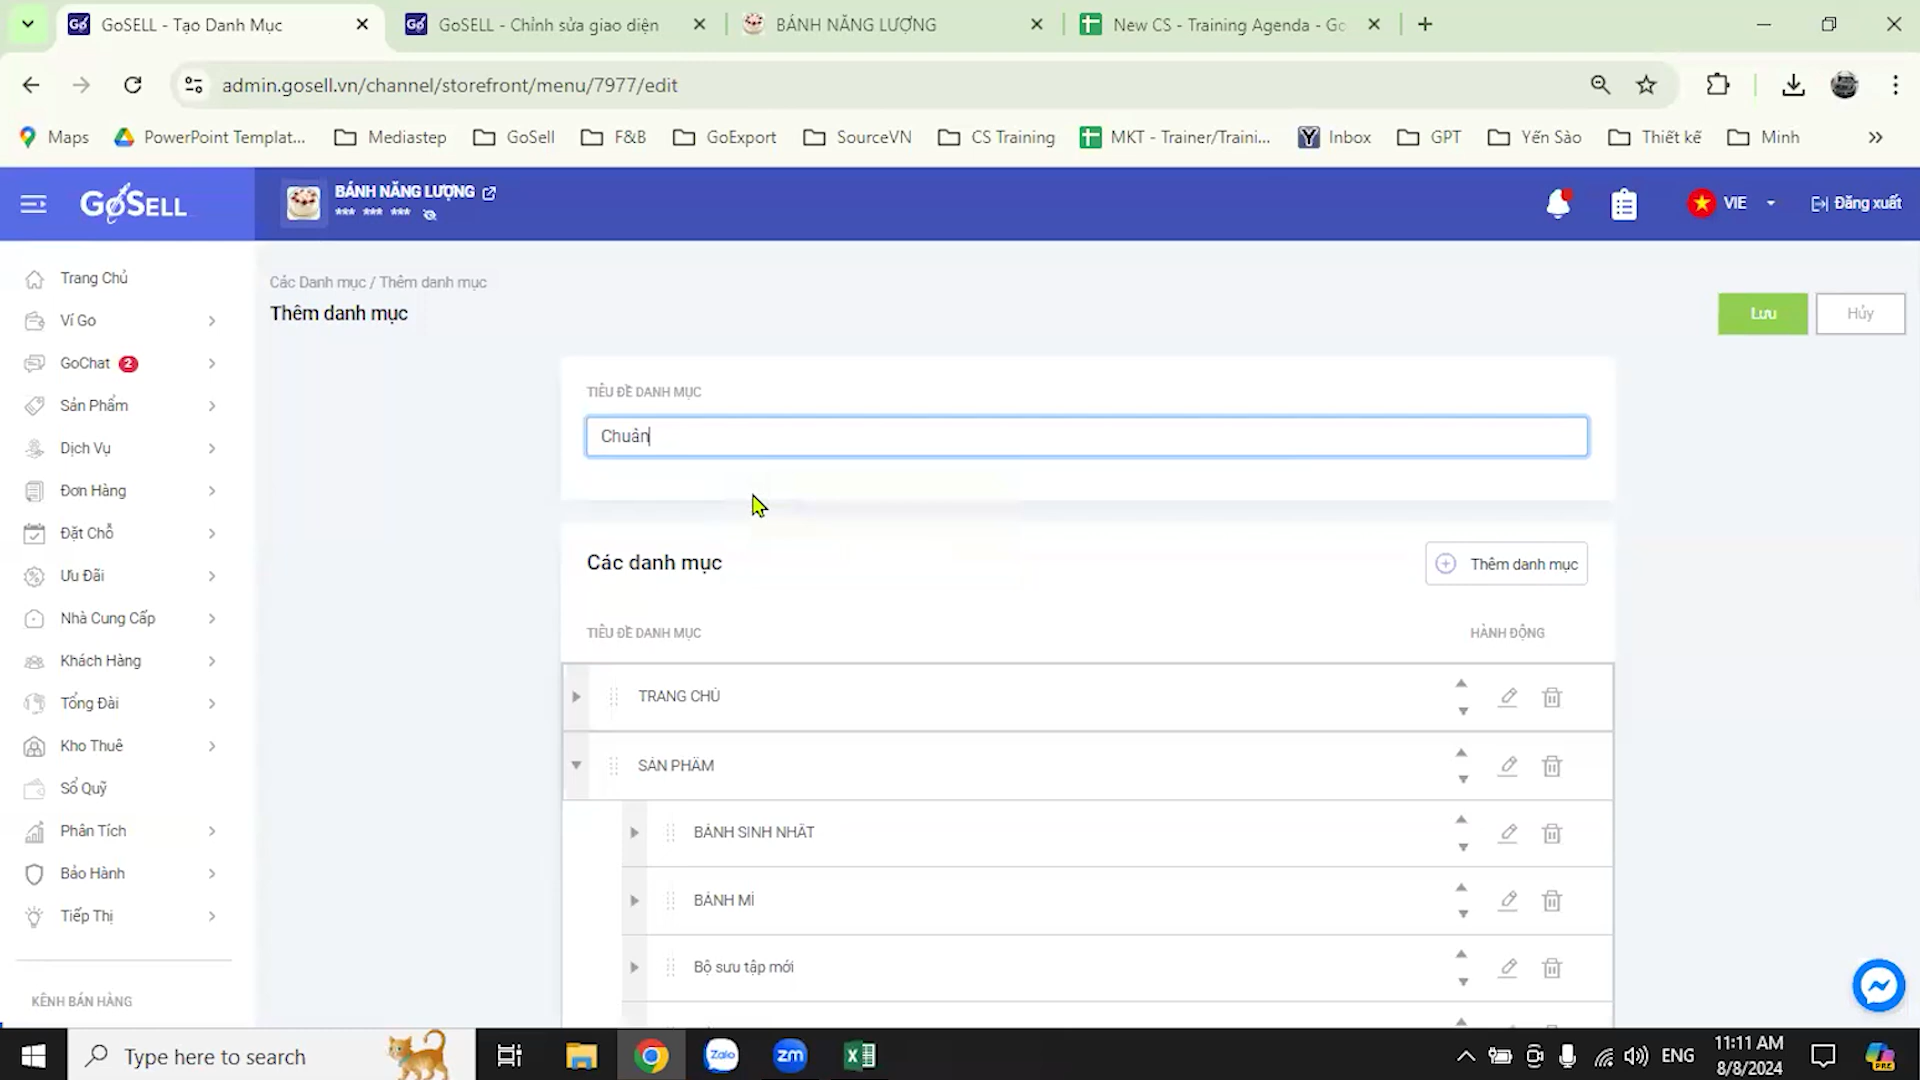 GoSELL - Tạo Danh Mục
GoSELL - Chỉnh sửa giao diện
BÁNH NĂNG LƯỢNG
New CS - Training Agenda - Go
admin.gosell.vn/channel/storefront/menu/7977/edit
Maps
PowerPoint Templat...
Mediastep
GoSell
F&B
GoExport
SourceVN
CS Training
MKT - Trainer/Traini...
Inbox
GPT
Yến Sào
Thiết kế
Minh
GoSELL
BÁNH NĂNG LƯỢNG
*** *** ***
VIE
Đăng xuất
Trang Chủ
Ví Go
GoChat 2
Sản Phẩm
Dịch Vụ
Đơn Hàng
Đặt Chỗ
Ưu Đãi
Nhà Cung Cấp
Khách Hàng
Tổng Đài
Kho Thuê
Sổ Quỹ
Phân Tích
Bảo Hành
Tiếp Thị
KÊNH BÁN HÀNG
Các Danh mục / Thêm danh mục
Thêm danh mục
Lưu
Hủy
TIÊU ĐỀ DANH MỤC
Chuân
Các danh mục
Thêm danh mục
TIÊU ĐỀ DANH MỤC
HÀNH ĐỘNG
TRANG CHỦ
SẢN PHẨM
BÁNH SINH NHẬT
BÁNH MÌ
Bộ sưu tập mới
Type here to search
Zalo
zm
ENG
11:11 AM
8/8/2024
PRE